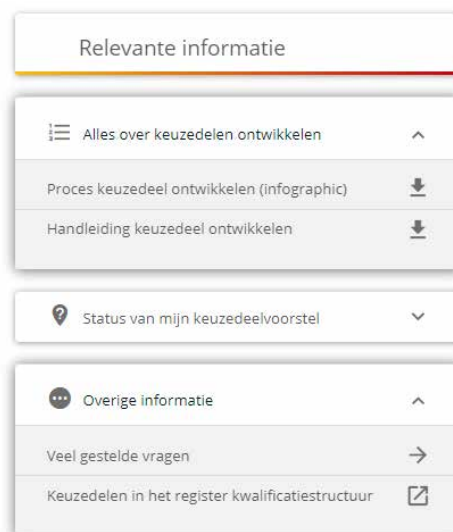 Relevante informatie
Alles over keuzedelen ontwikkelen
Proces keuzedeel ontwikkelen (infographic)
Handleiding keuzedeel ontwikkelen
Status van mijn keuzedeelvoorstel
Overige informatie
Veel gestelde vragen
Keuzedelen in het register kwalificatiestructuur